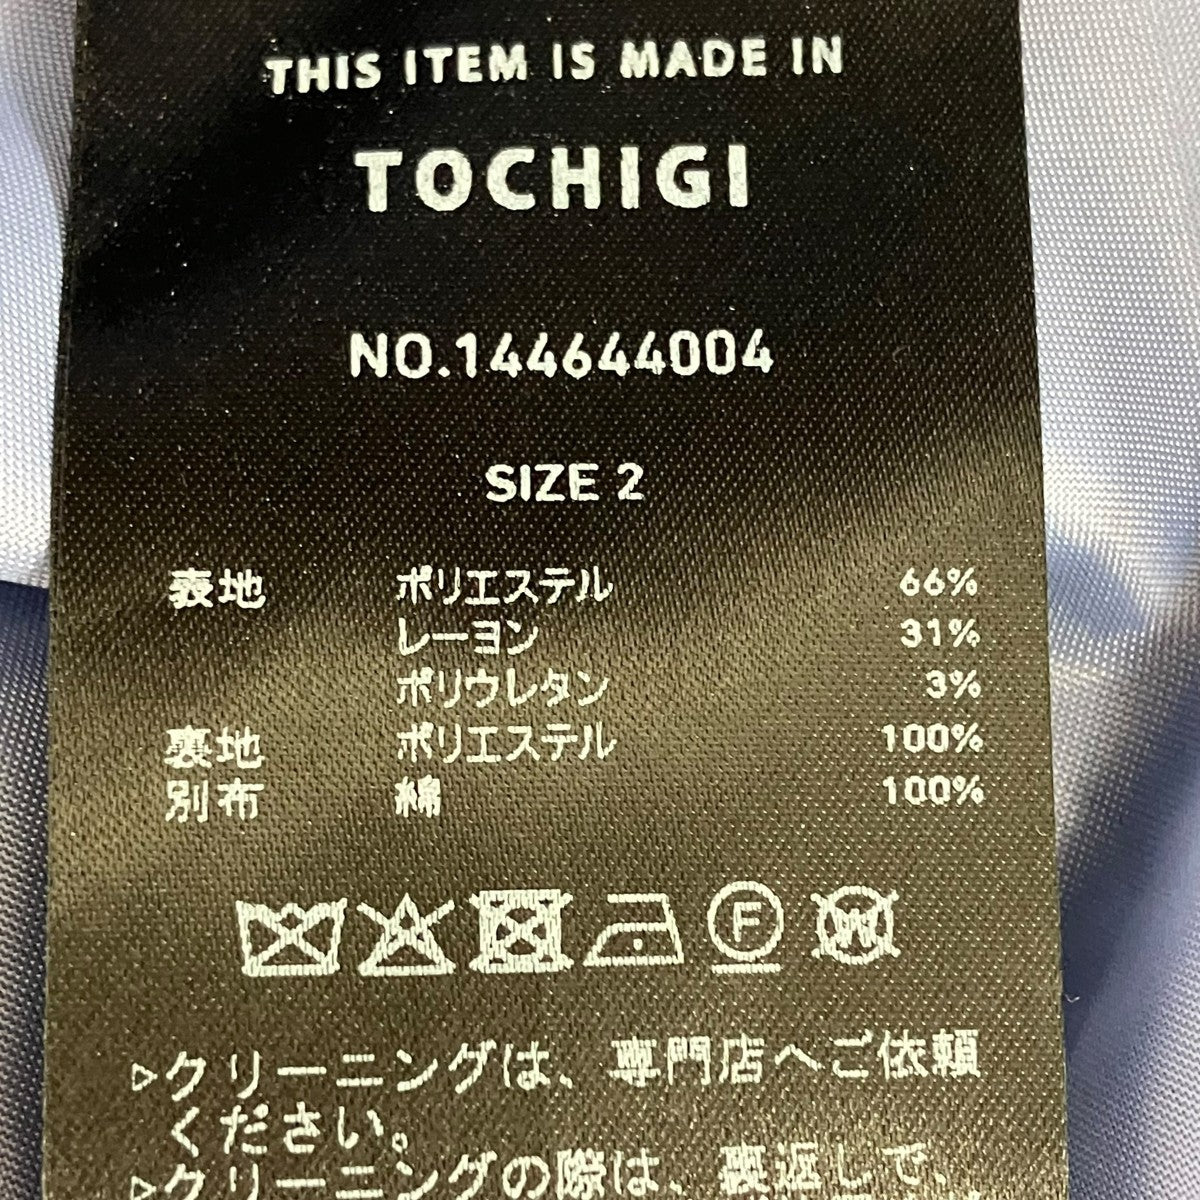 THIS ITEM IS MADE IN
TOCHIGI
NO.144644004
SIZE 2
表地 ポリエステル 66%
レーヨン 31%
ポリウレタン 3%
裏地 ポリエステル 100%
別布 綿 100%
F W
▷クリーニングは、専門店へご依頼
ください。
▷クリーニングの際は、裏返しで、